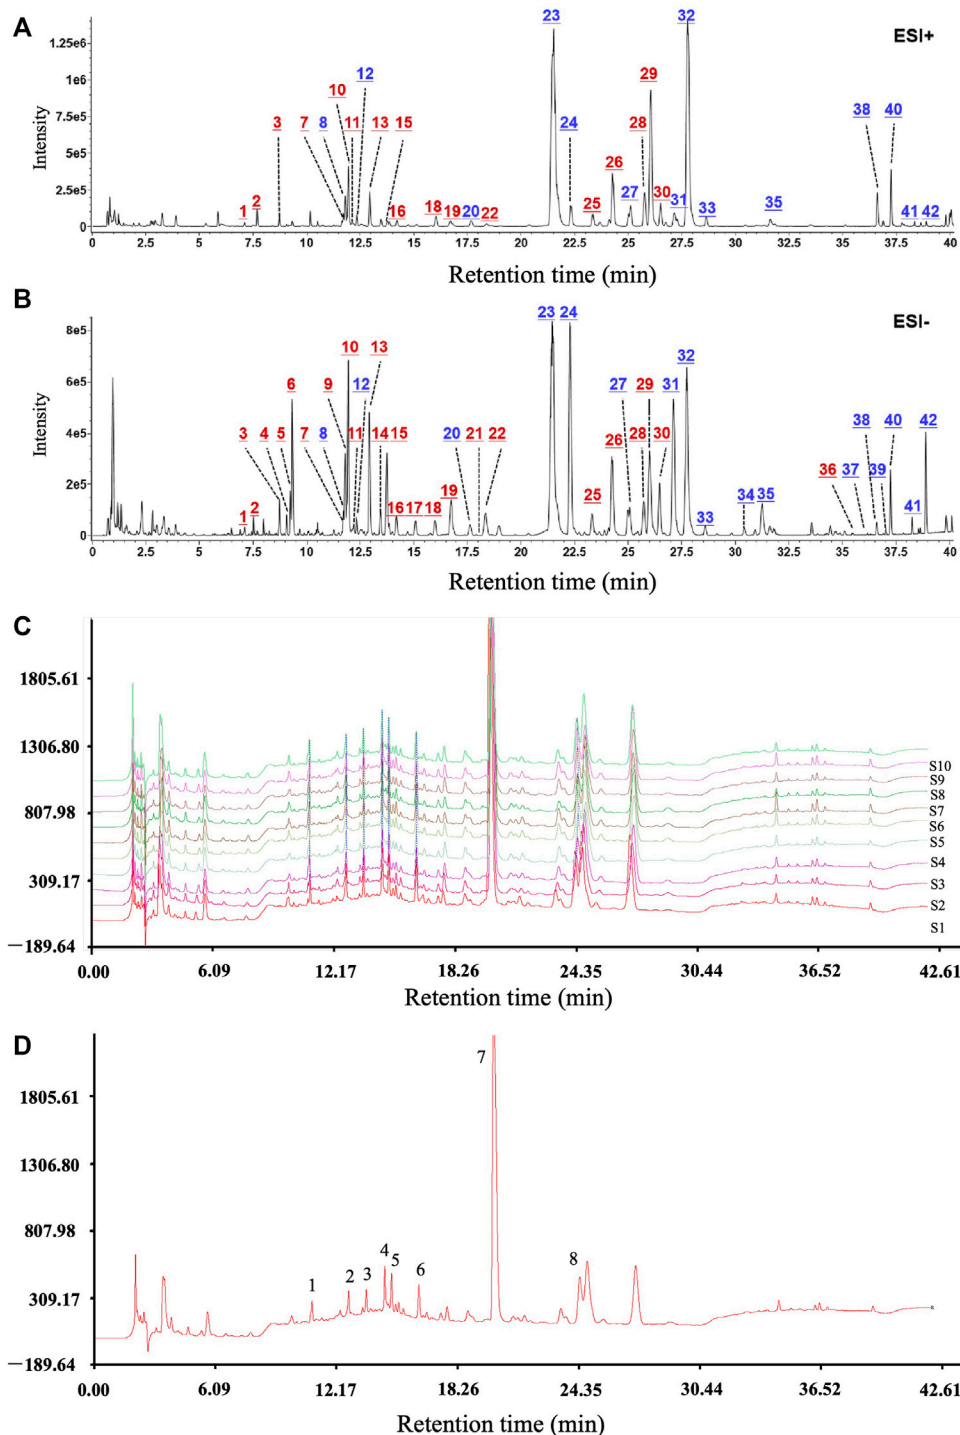 A
ESI+
Intensity
1.25e6
1e6
7.5e5
5e5
2.5e5
0
1 2 3 7 8 10 11 12 13 15 16 18 19 20 22 23 24 25 26 27 28 29 30 31 32 33 35 38 40 41 42
0 2.5 5 7.5 10 12.5 15 17.5 20 22.5 25 27.5 30 32.5 35 37.5 40
Retention time (min)
B
ESI-
Intensity
8e5
6e5
4e5
2e5
0
1 2 3 4 5 6 7 8 9 10 11 12 13 14 15 16 17 18 19 20 21 22 23 24 25 26 27 28 29 30 31 32 33 34 35 36 37 38 39 40 41 42
0 2.5 5 7.5 10 12.5 15 17.5 20 22.5 25 27.5 30 32.5 35 37.5 40
Retention time (min)
C
1805.61
1306.80
807.98
309.17
—189.64
S10
S9
S8
S7
S6
S5
S4
S3
S2
S1
0.00 6.09 12.17 18.26 24.35 30.44 36.52 42.61
Retention time (min)
D
1805.61
1306.80
807.98
309.17
—189.64
1 2 3 4 5 6 7 8
0.00 6.09 12.17 18.26 24.35 30.44 36.52 42.61
Retention time (min)